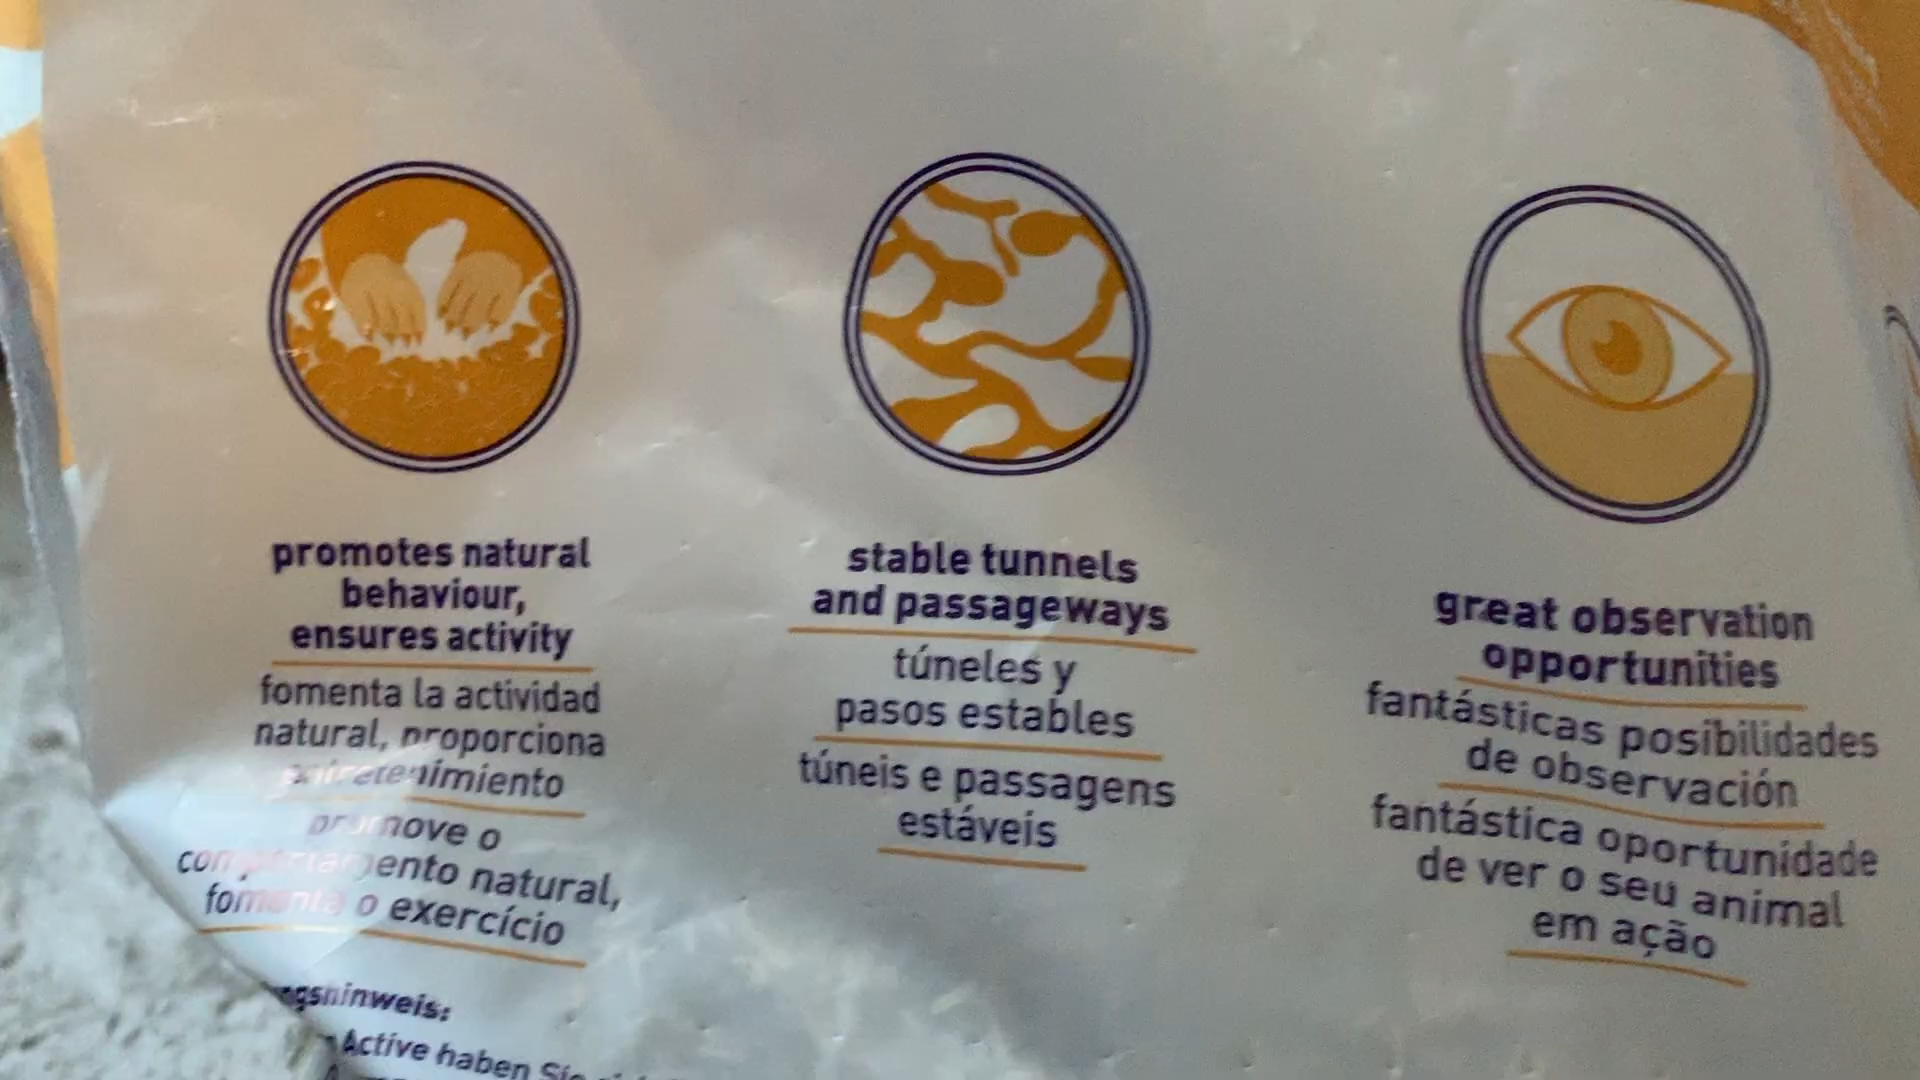 promotes natural
behaviour,
ensures activity
fomenta la actividad
natural, proporciona
entretenimiento
promove o
comportamento natural,
fomenta o exercício
stable tunnels
and passageways
túneles y
pasos estables
túneis e passagens
estáveis
great observation
opportunities
fantásticas posibilidades
de observación
fantástica oportunidade
de ver o seu animal
em ação
Active haben Sie